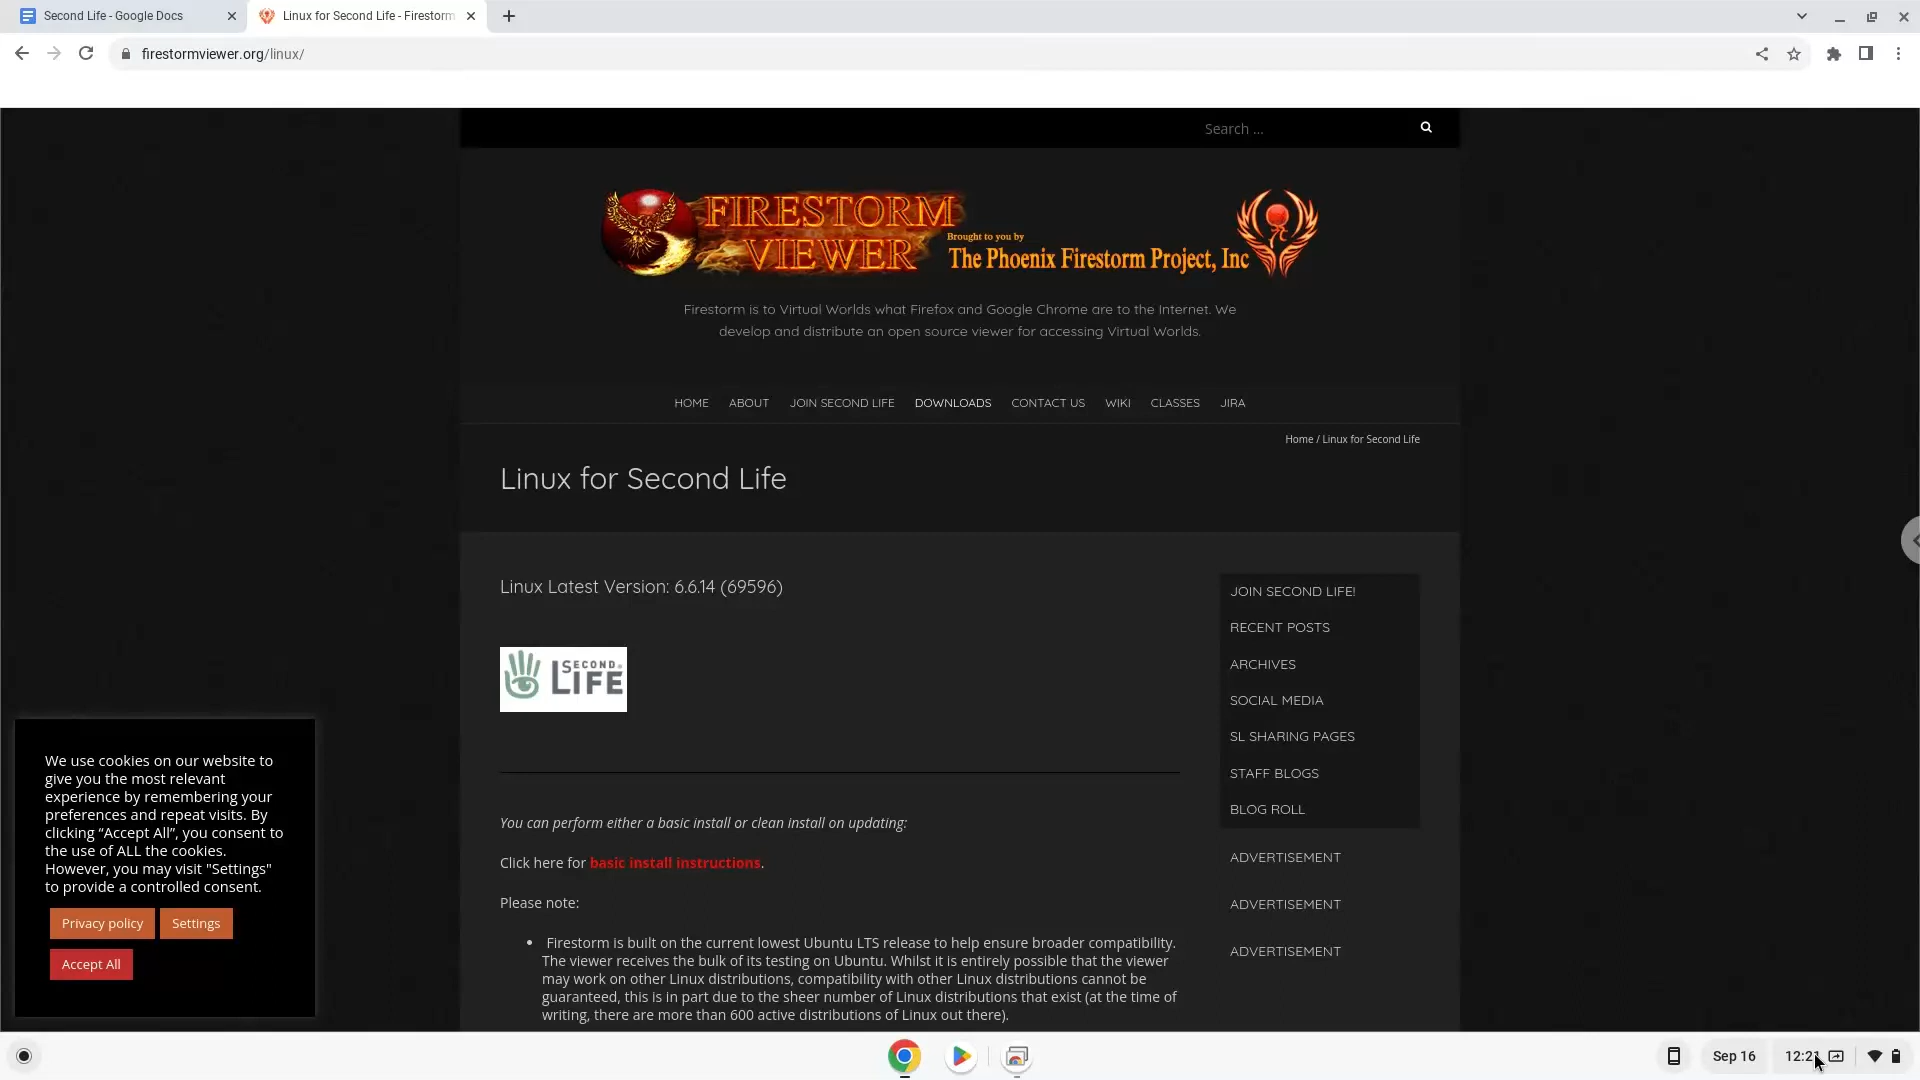 Second Life - Google Docs
Linux for Second Life - Firestorm
firestormviewer.org/linux/
Search ...
FIRESTORM
VIEWER
Brought to you by
The Phoenix Firestorm Project, Inc
Firestorm is to Virtual Worlds what Firefox and Google Chrome are to the Internet. We
develop and distribute an open source viewer for accessing Virtual Worlds.
HOME ABOUT JOIN SECOND LIFE DOWNLOADS CONTACT US WIKI CLASSES JIRA
Home / Linux for Second Life
Linux for Second Life
Linux Latest Version: 6.6.14 (69596)
SECOND
LIFE
You can perform either a basic install or clean install on updating:
Click here for basic install instructions.
Please note:
• Firestorm is built on the current lowest Ubuntu LTS release to help ensure broader compatibility.
The viewer receives the bulk of its testing on Ubuntu. Whilst it is entirely possible that the viewer
may work on other Linux distributions, compatibility with other Linux distributions cannot be
guaranteed, this is in part due to the sheer number of Linux distributions that exist (at the time of
writing, there are more than 600 active distributions of Linux out there).
JOIN SECOND LIFE!
RECENT POSTS
ARCHIVES
SOCIAL MEDIA
SL SHARING PAGES
STAFF BLOGS
BLOG ROLL
ADVERTISEMENT
ADVERTISEMENT
ADVERTISEMENT
We use cookies on our website to
give you the most relevant
experience by remembering your
preferences and repeat visits. By
clicking “Accept All”, you consent to
the use of ALL the cookies.
However, you may visit "Settings"
to provide a controlled consent.
Privacy policy Settings
Accept All
Sep 16